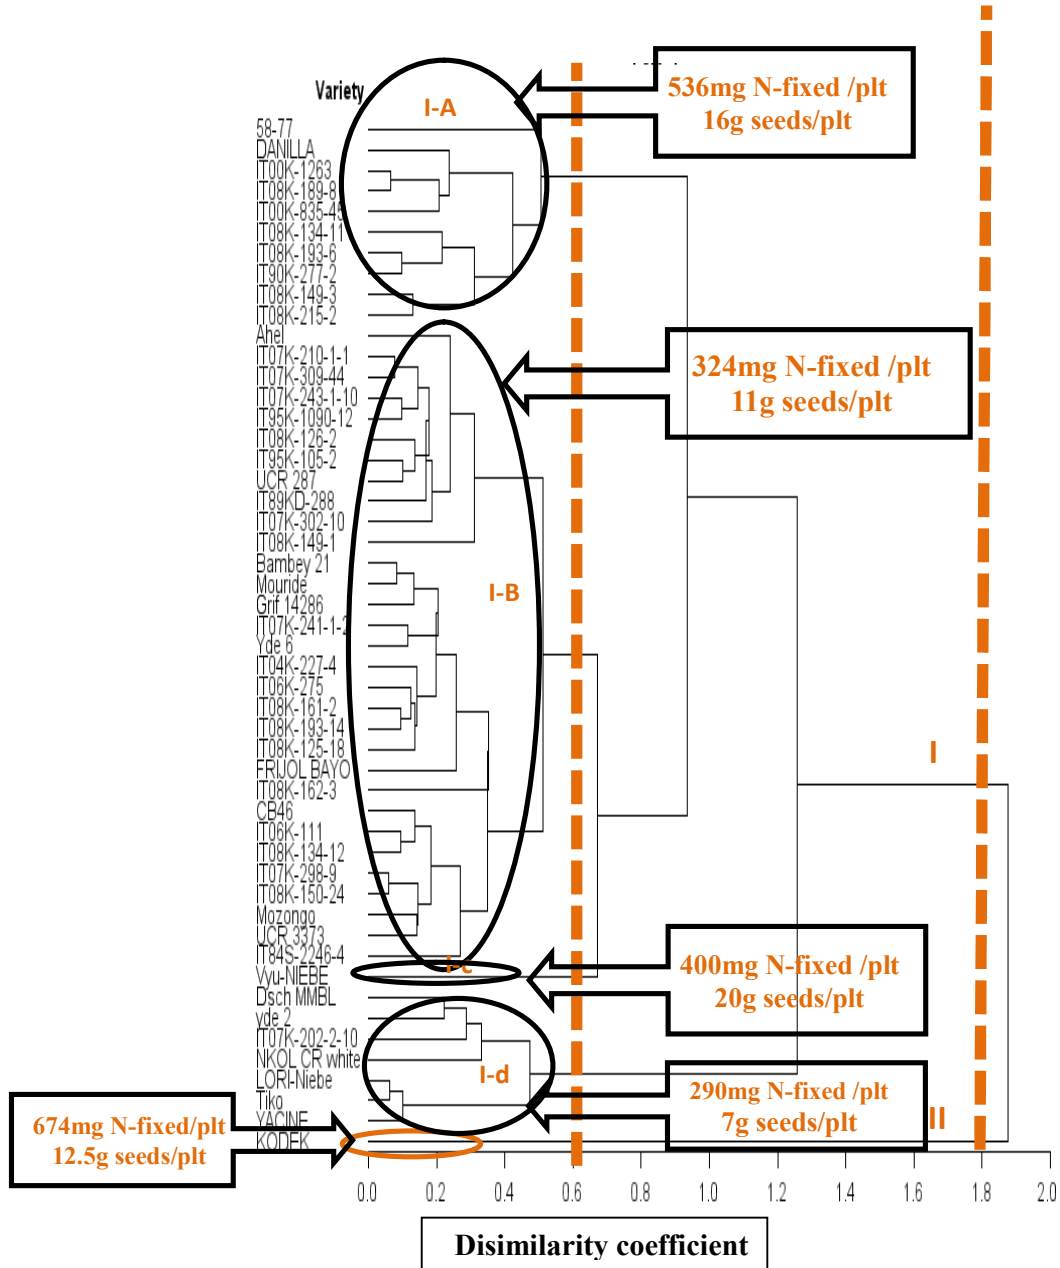 Variety
58-77
DANILLA
IT00K-1263
IT08K-189-8
IT00K-835-45
IT08K-134-11
IT08K-193-6
IT90K-277-2
IT08K-149-3
IT08K-215-2
Ahel
IT07K-210-1-1
IT07K-309-44
IT07K-243-1-10
IT95K-1090-12
IT08K-126-2
IT95K-105-2
UCR 287
IT89KD-288
IT07K-302-10
IT08K-149-1
Bambey 21
Mouride
Grif 14286
IT07K-241-1-2
Yde 6
IT04K-227-4
IT06K-275
IT08K-161-2
IT08K-193-14
IT08K-125-18
FRIJOL BAYO
IT08K-162-3
CB46
IT06K-111
IT08K-134-12
IT07K-298-9
IT08K-150-24
Mozongo
UCR 3373
IT84S-2246-4
Vyu-NIEBE
Dsch MMBL
yde 2
IT07K-202-2-10
NKOL CR white
LORI-Niebe
Tiko
YACINE
KODEK
I-A
536mg N-fixed /plt
16g seeds/plt
324mg N-fixed /plt
11g seeds/plt
I-B
I
I-c
400mg N-fixed /plt
20g seeds/plt
I-d
290mg N-fixed /plt
7g seeds/plt
II
674mg N-fixed/plt
12.5g seeds/plt
0.0 0.2 0.4 0.6 0.8 1.0 1.2 1.4 1.6 1.8 2.0
Disimilarity coefficient